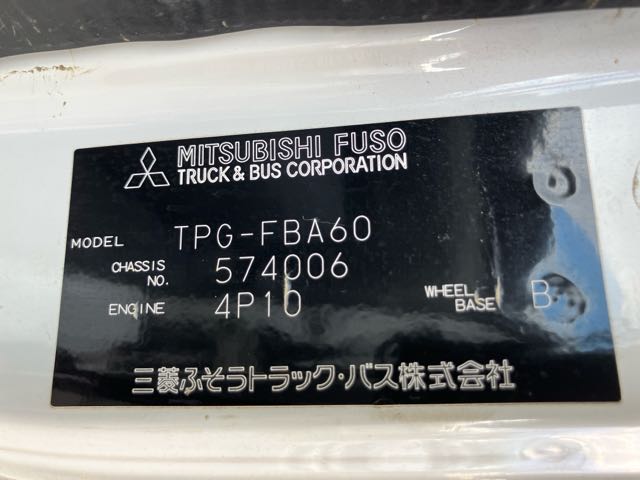 MITSUBISHI FUSO
TRUCK & BUS CORPORATION
MODEL TPG-FBA60
CHASSIS NO. 574006
ENGINE 4P10 WHEEL BASE B
三菱ふそうトラック・バス株式会社